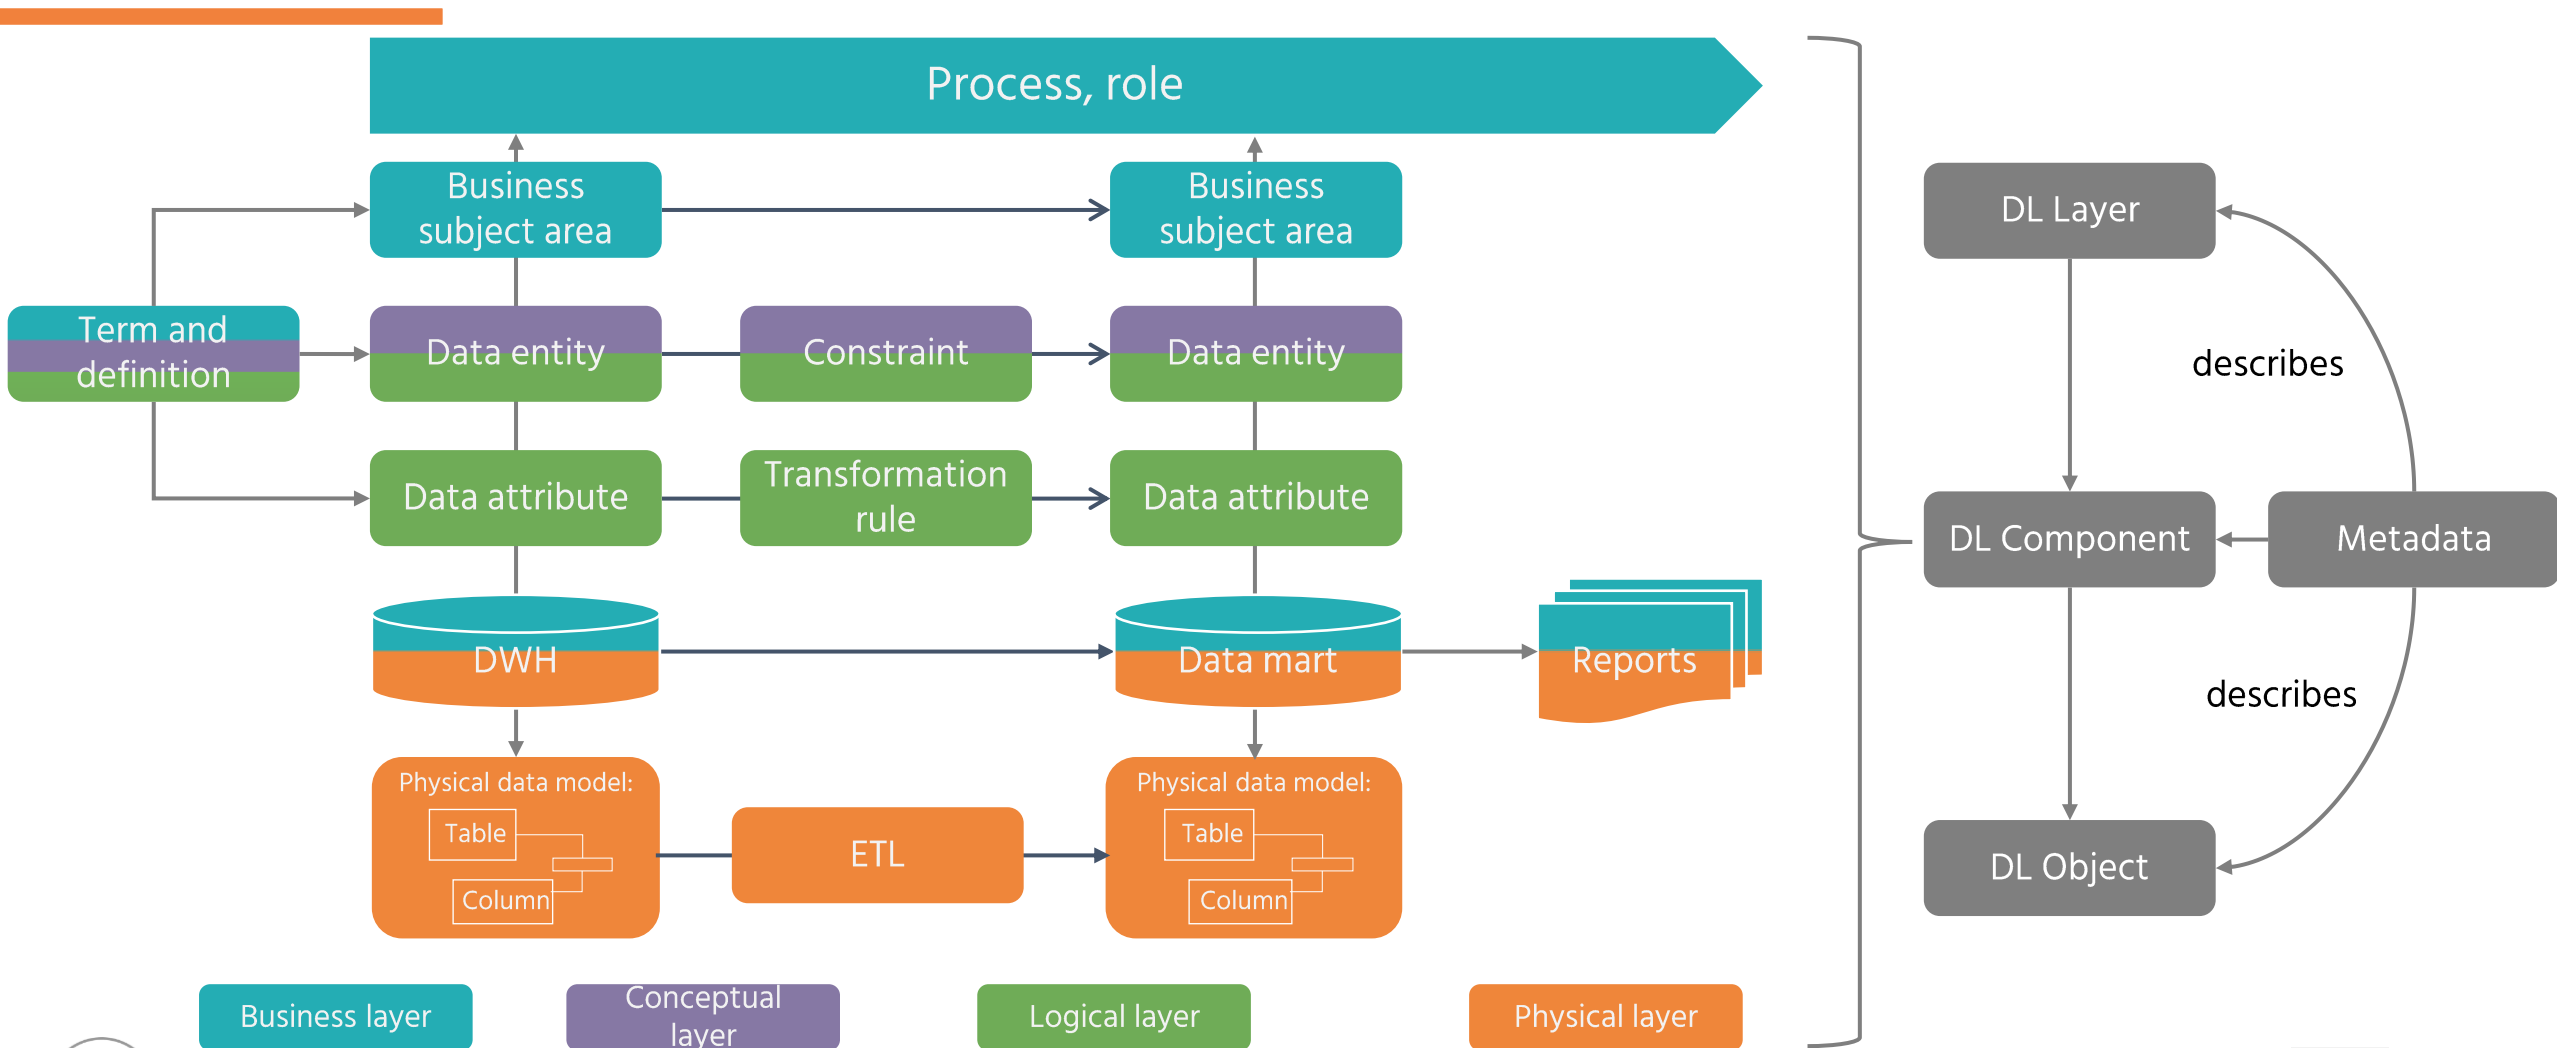 Process, role
Business
subject area
Business
subject area
DL Layer
Term and
definition
Data entity
Constraint
Data entity
describes
Data attribute
Transformation
rule
Data attribute
DL Component
Metadata
DWH
Data mart
Reports
describes
Physical data model:
Table
Column
ETL
Physical data model:
Table
Column
DL Object
Business layer
Conceptual
layer
Logical layer
Physical layer